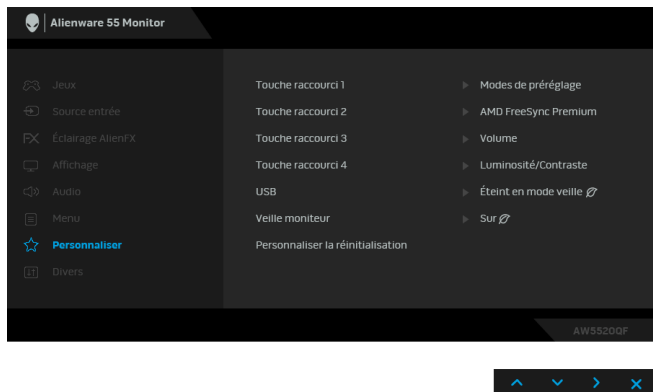 Alienware 55 Monitor
Jeux
Touche raccourci 1 Modes de préréglage
Source entrée
Touche raccourci 2 AMD FreeSync Premium
FX Éclairage AlienFX
Touche raccourci 3 Volume
Affichage
Touche raccourci 4 Luminosité/Contraste
Audio
USB Éteint en mode veille
Menu
Veille moniteur Sur
Personnaliser
Personnaliser la réinitialisation
Divers
AW5520QF